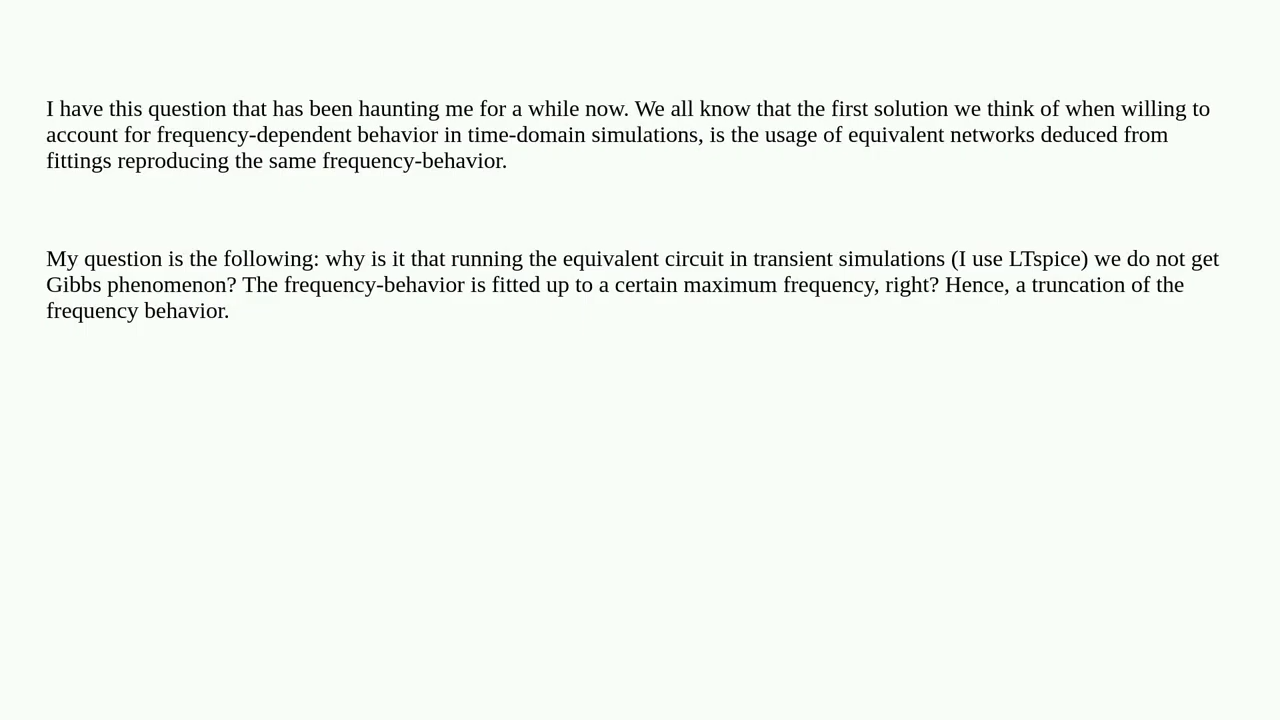 I have this question that has been haunting me for a while now. We all know that the first solution we think of when willing to
account for frequency-dependent behavior in time-domain simulations, is the usage of equivalent networks deduced from
fittings reproducing the same frequency-behavior.
My question is the following: why is it that running the equivalent circuit in transient simulations (I use LTspice) we do not get
Gibbs phenomenon? The frequency-behavior is fitted up to a certain maximum frequency, right? Hence, a truncation of the
frequency behavior.